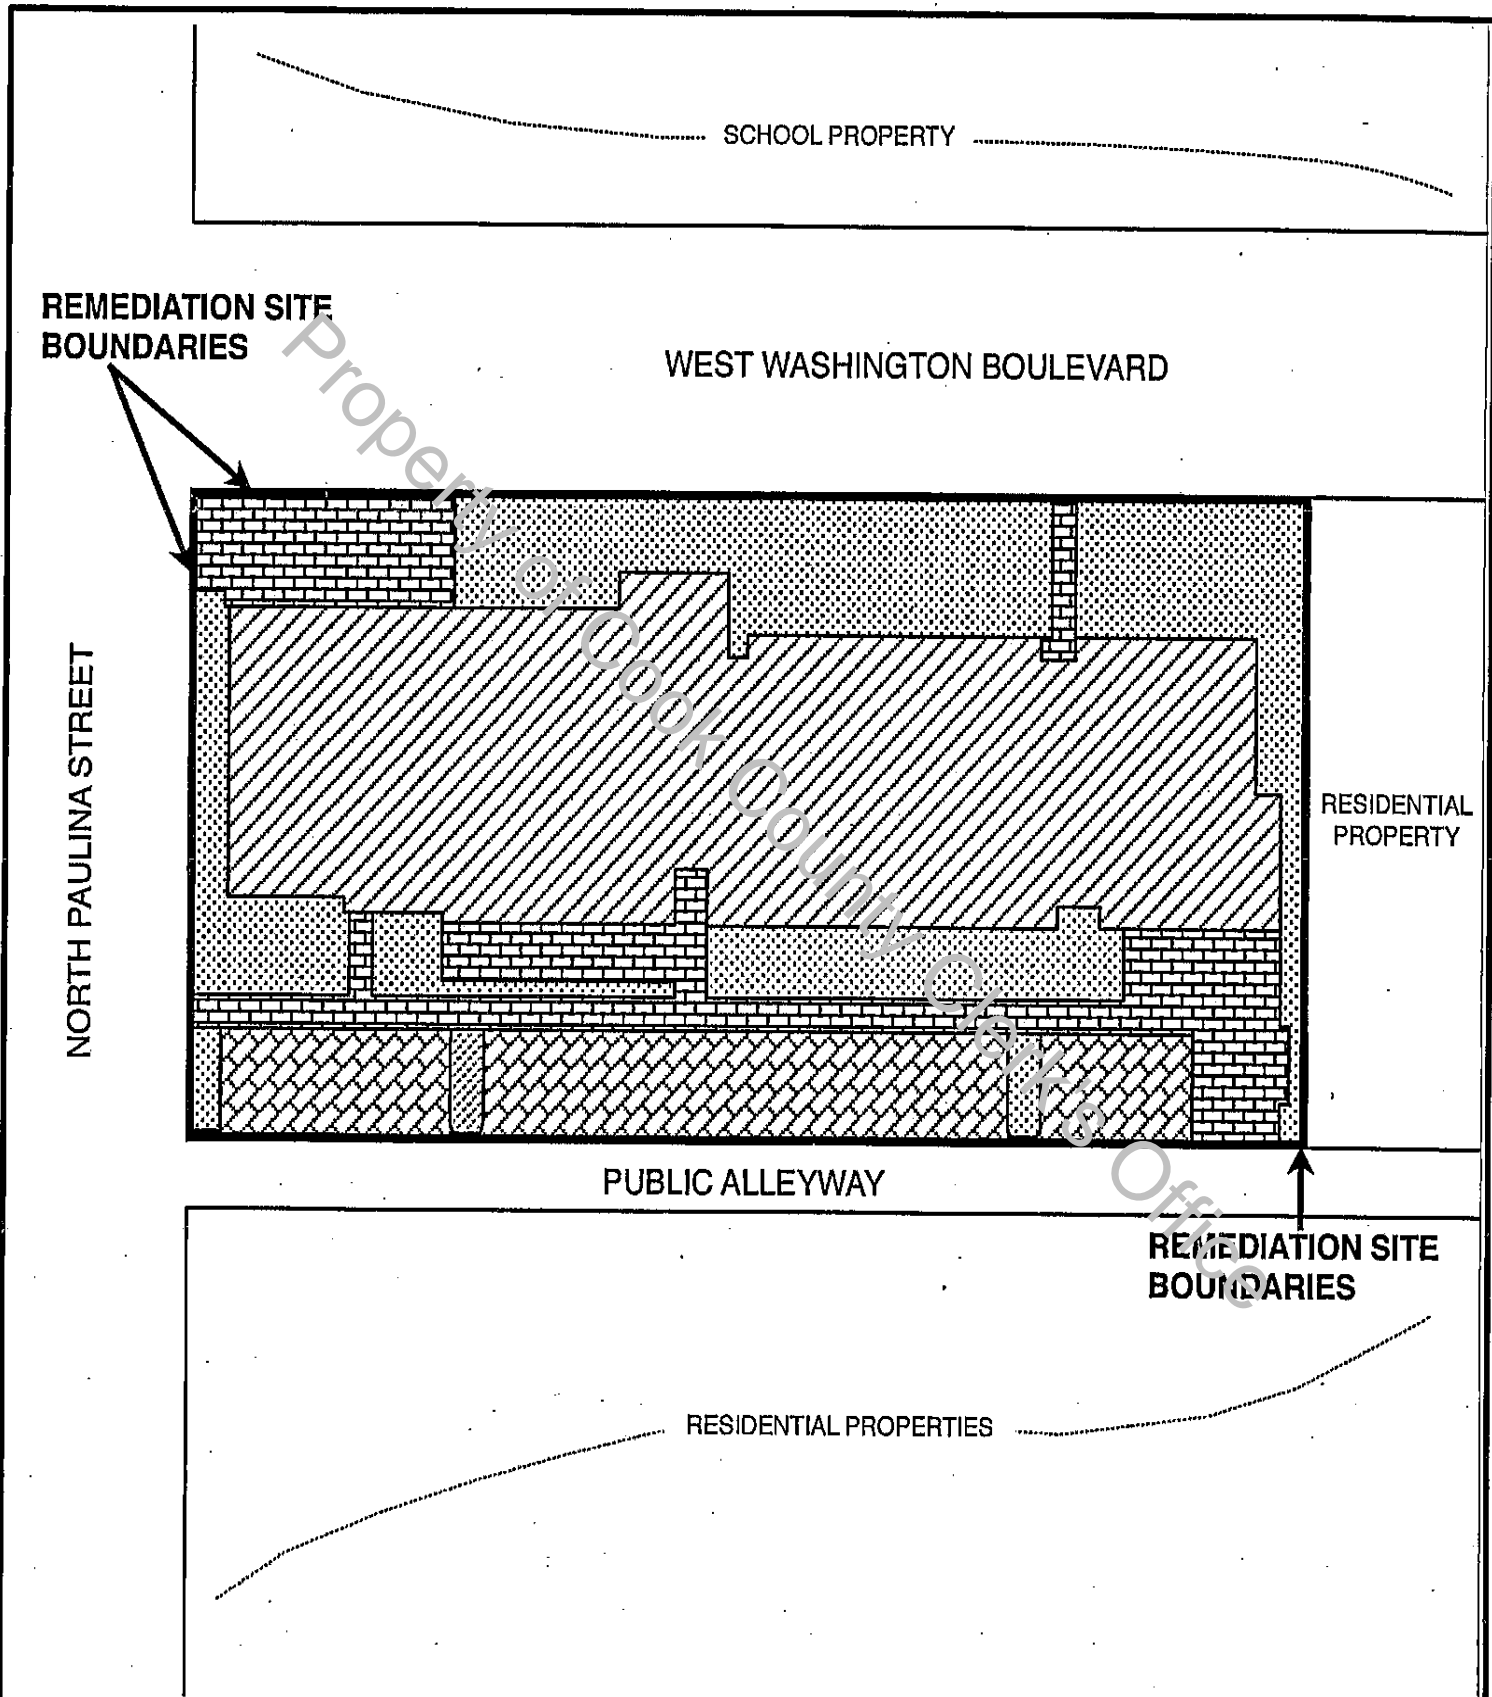 SCHOOL PROPERTY
REMEDIATION SITE
BOUNDARIES
WEST WASHINGTON BOULEVARD
NORTH PAULINA STREET
RESIDENTIAL
PROPERTY
PUBLIC ALLEYWAY
REMEDIATION SITE
BOUNDARIES
RESIDENTIAL PROPERTIES
Property of Cook County Clerk's Office